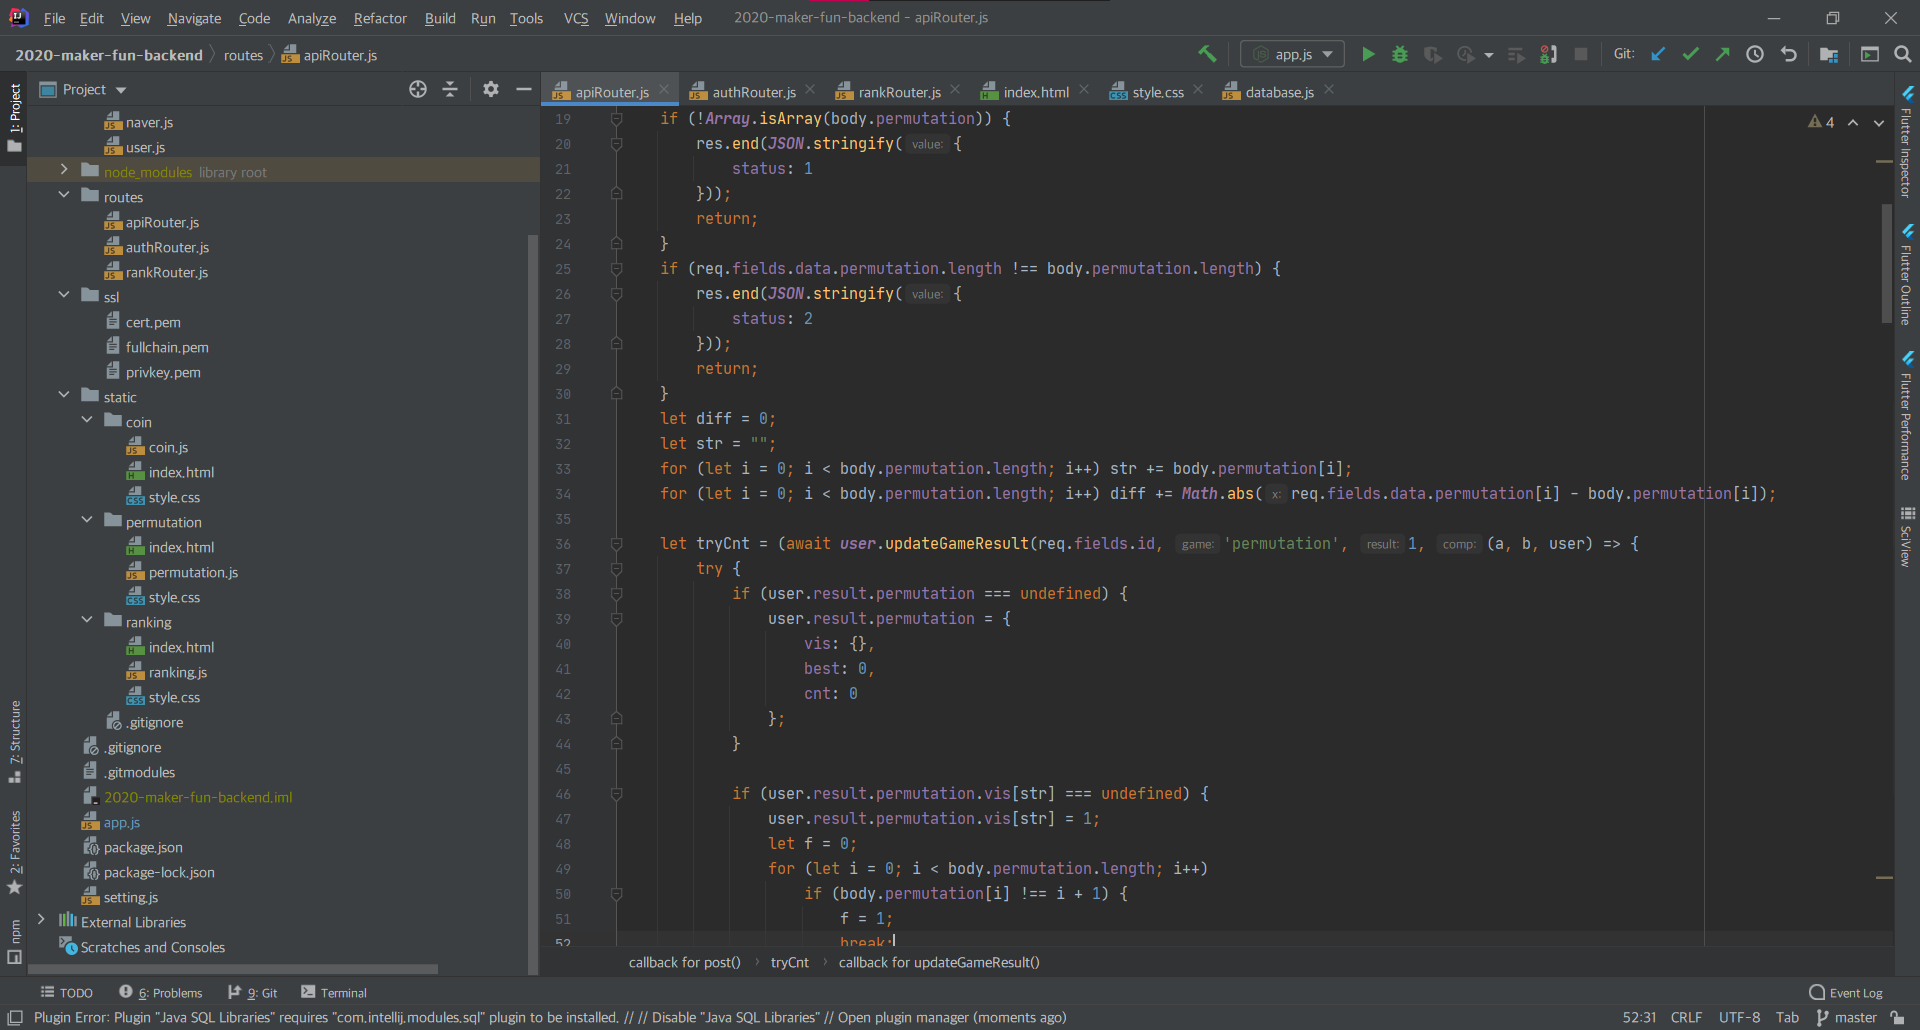 File Edit View Navigate Code Analyze Refactor Build Run Tools VCS Window Help 2020-maker-fun-backend - apiRouter.js
2020-maker-fun-backend routes apiRouter.js
app.js
Git:
1: Project
7: Structure
2: Favorites
npm
Project
naver.js
user.js
node_modules library root
routes
apiRouter.js
authRouter.js
rankRouter.js
ssl
cert.pem
fullchain.pem
privkey.pem
static
coin
coin.js
index.html
style.css
permutation
index.html
permutation.js
style.css
ranking
index.html
ranking.js
style.css
.gitignore
.gitignore
.gitmodules
2020-maker-fun-backend.iml
app.js
package.json
package-lock.json
setting.js
External Libraries
Scratches and Consoles
apiRouter.js authRouter.js rankRouter.js index.html style.css database.js
4
19 if (!Array.isArray(body.permutation)) {
20 res.end(JSON.stringify( value: {
21 status: 1
22 }));
23 return;
24 }
25 if (req.fields.data.permutation.length !== body.permutation.length) {
26 res.end(JSON.stringify( value: {
27 status: 2
28 }));
29 return;
30 }
31 let diff = 0;
32 let str = "";
33 for (let i = 0; i < body.permutation.length; i++) str += body.permutation[i];
34 for (let i = 0; i < body.permutation.length; i++) diff += Math.abs( x: req.fields.data.permutation[i] - body.permutation[i]);
35
36 let tryCnt = (await user.updateGameResult(req.fields.id, game: 'permutation', result: 1, comp: (a, b, user) => {
37 try {
38 if (user.result.permutation === undefined) {
39 user.result.permutation = {
40 vis: {},
41 best: 0,
42 cnt: 0
43 };
44 }
45
46 if (user.result.permutation.vis[str] === undefined) {
47 user.result.permutation.vis[str] = 1;
48 let f = 0;
49 for (let i = 0; i < body.permutation.length; i++)
50 if (body.permutation[i] !== i + 1) {
51 f = 1;
52 break;
callback for post() tryCnt callback for updateGameResult()
Flutter Inspector
Flutter Outline
Flutter Performance
SciView
TODO 6: Problems 9: Git Terminal Event Log
Plugin Error: Plugin "Java SQL Libraries" requires "com.intellij.modules.sql" plugin to be installed. // // Disable "Java SQL Libraries" // Open plugin manager (moments ago) 52:31 CRLF UTF-8 Tab master